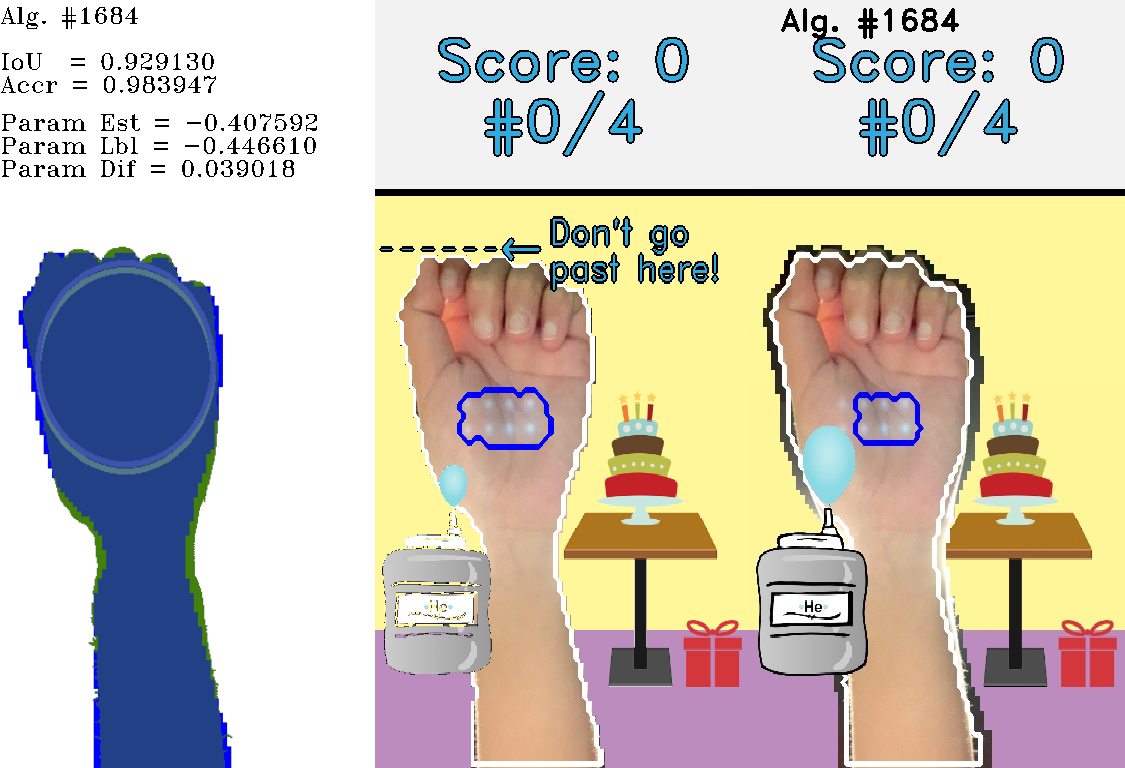 Alg. #1684
IoU = 0.929130
Accr = 0.983947
Param Est = −0.407592
Param Lbl = −0.446610
Param Dif = 0.039018
Score: 0
#0/4
Don't go
past here!
He
Alg. #1684
Score: 0
#0/4
He